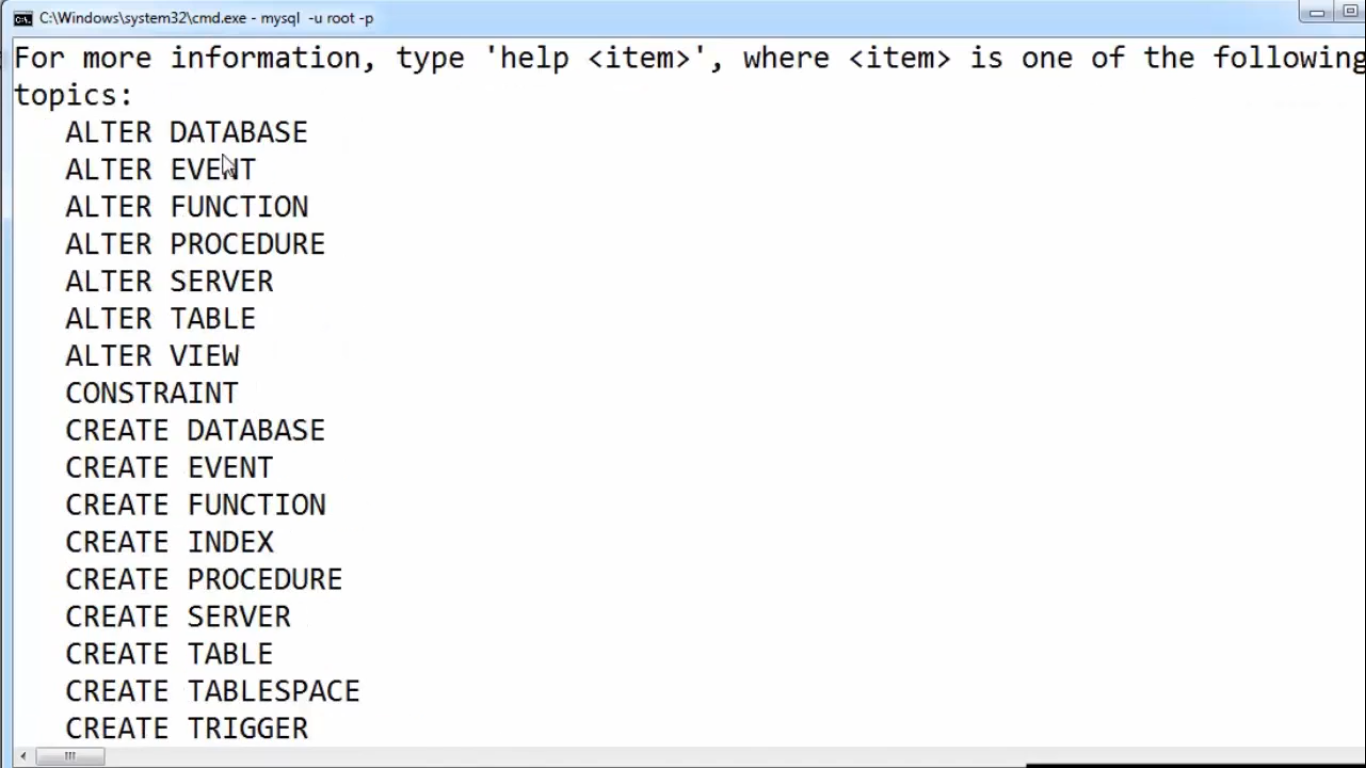 C:\Windows\system32\cmd.exe - mysql -u root -p
For more information, type 'help <item>', where <item> is one of the following
topics:
ALTER DATABASE
ALTER EVENT
ALTER FUNCTION
ALTER PROCEDURE
ALTER SERVER
ALTER TABLE
ALTER VIEW
CONSTRAINT
CREATE DATABASE
CREATE EVENT
CREATE FUNCTION
CREATE INDEX
CREATE PROCEDURE
CREATE SERVER
CREATE TABLE
CREATE TABLESPACE
CREATE TRIGGER